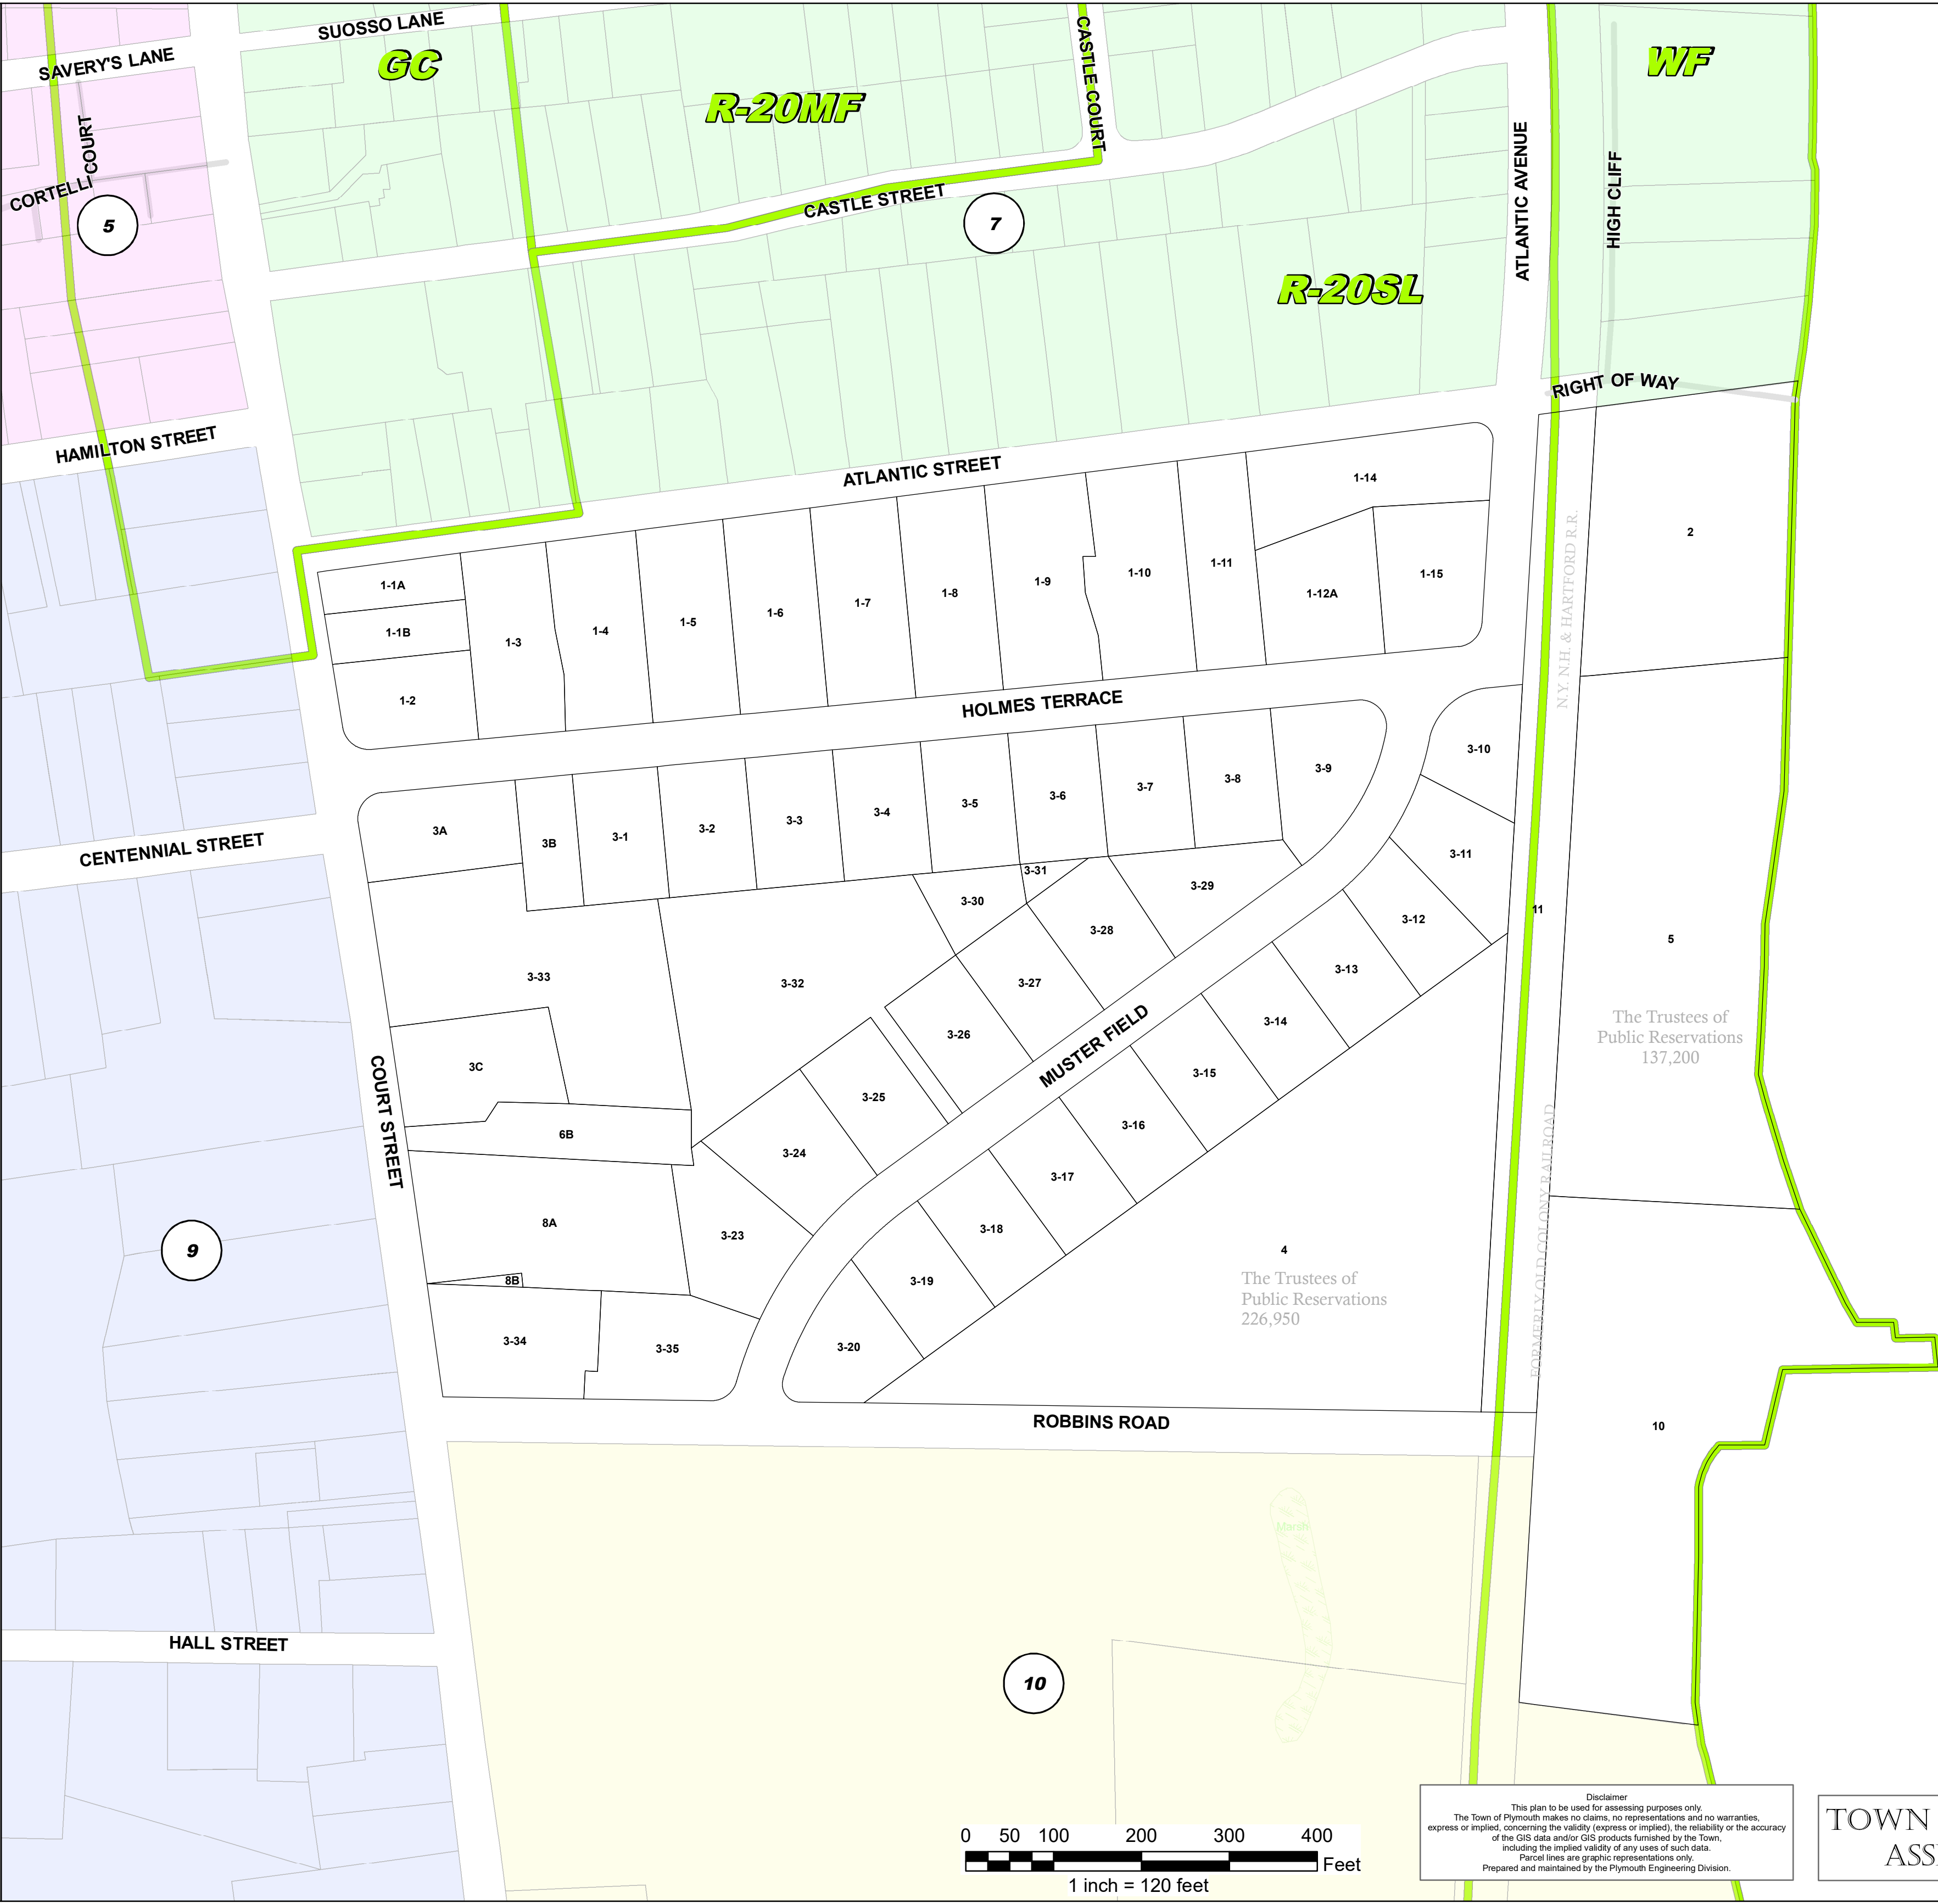 SUOSSO LANE
SAVERY'S LANE
GC
R-20MF
CASTLE COURT
WF
CORTELLI COURT
5
CASTLE STREET
7
ATLANTIC AVENUE
HIGH CLIFF
R-20SL
RIGHT OF WAY
HAMILTON STREET
ATLANTIC STREET
1-14
2
1-1A
1-1B
1-2
1-3
1-4
1-5
1-6
1-7
1-8
1-9
1-10
1-11
1-12A
1-15
N.Y. N.H. & HARTFORD R.R.
HOLMES TERRACE
3-10
3A
3B
3-1
3-2
3-3
3-4
3-5
3-6
3-7
3-8
3-9
CENTENNIAL STREET
3-11
3-31
3-30
3-29
3-28
3-12
11
5
3-33
3-32
3-27
3-13
3-26
3-14
The Trustees of
Public Reservations
137,200
MUSTER FIELD
3C
3-15
3-25
3-16
COURT STREET
6B
3-24
3-17
8A
3-23
3-18
9
4
3-19
The Trustees of
Public Reservations
226,950
8B
3-34
3-35
3-20
FORMERLY OLD COLONY RAILROAD
ROBBINS ROAD
10
Marsh
HALL STREET
10
0 50 100 200 300 400
Feet
1 inch = 120 feet
Disclaimer
This plan to be used for assessing purposes only.
The Town of Plymouth makes no claims, no representations and no warranties,
express or implied, concerning the validity (express or implied), the reliability or the accuracy
of the GIS data and/or GIS products furnished by the Town,
including the implied validity of any uses of such data.
Parcel lines are graphic representations only.
Prepared and maintained by the Plymouth Engineering Division.
TOWN
ASS